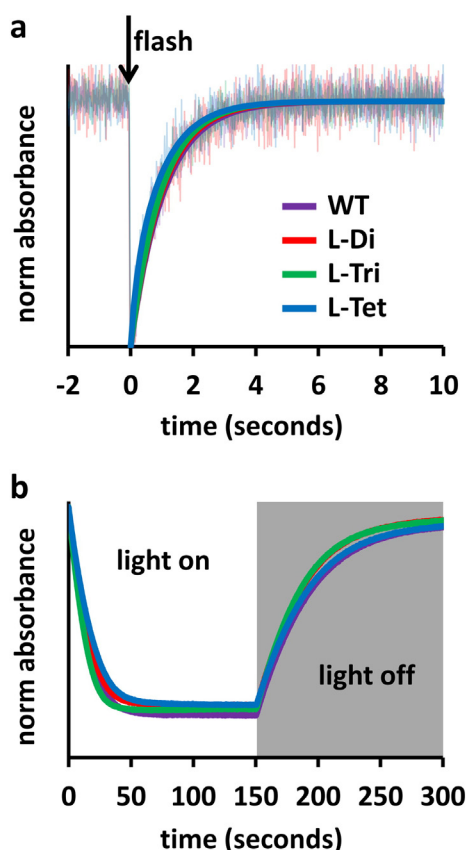 a
flash
norm absorbance
WT
L-Di
L-Tri
L-Tet
-2 0 2 4 6 8 10
time (seconds)
b
norm absorbance
light on
light off
0 50 100 150 200 250 300
time (seconds)